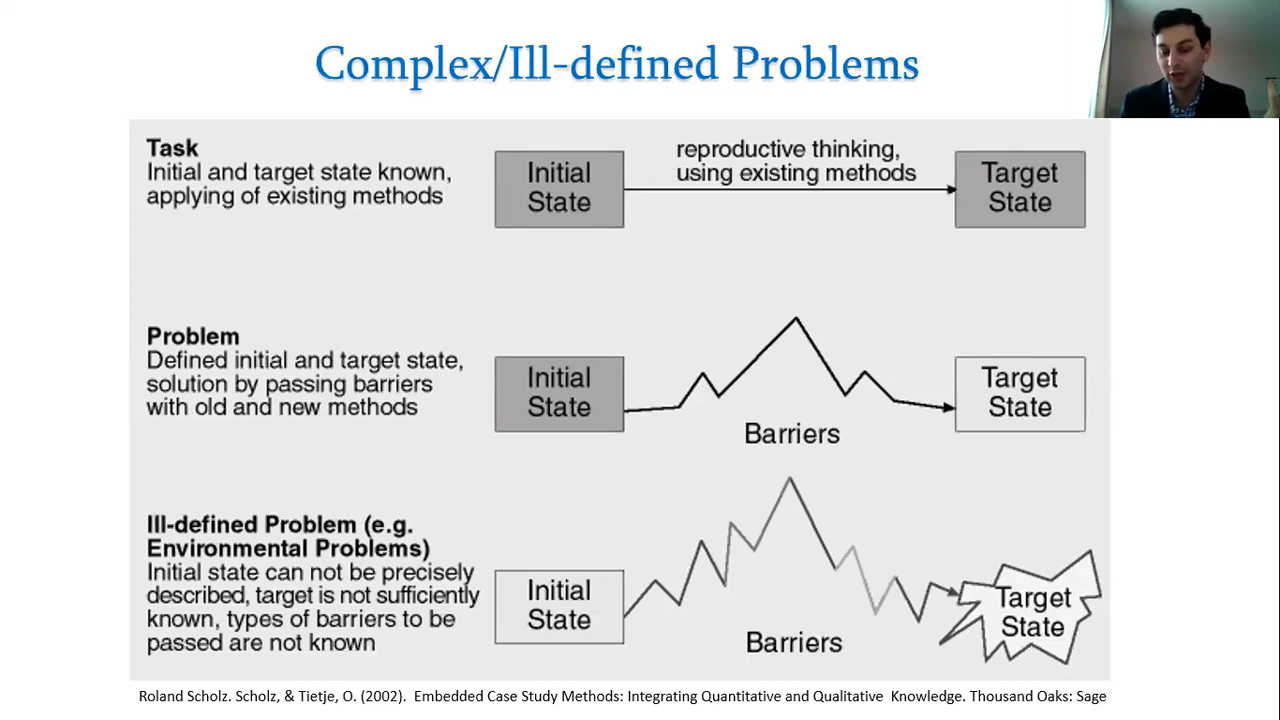 Complex/Ill-defined Problems
Task
Initial and target state known,
applying of existing methods
Initial
State
reproductive thinking,
using existing methods
Target
State
Problem
Defined initial and target state,
solution by passing barriers
with old and new methods
Initial
State
Barriers
Target
State
Ill-defined Problem (e.g.
Environmental Problems)
Initial state can not be precisely
described, target is not sufficiently
known, types of barriers to be
passed are not known
Initial
State
Barriers
Target
State
Roland Scholz. Scholz, & Tietje, O. (2002). Embedded Case Study Methods: Integrating Quantitative and Qualitative Knowledge. Thousand Oaks: Sage